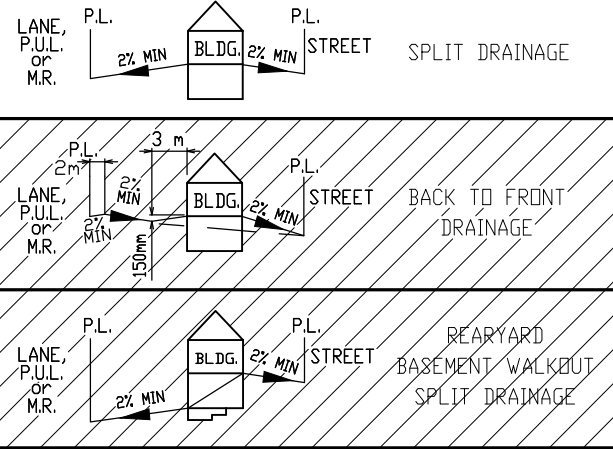 P.L.
P.L.
LANE,
P.U.L.
or
M.R.
2% MIN
BLDG.
2% MIN
STREET
SPLIT DRAINAGE
3 m
P.L.
2m
P.L.
LANE,
P.U.L.
or
M.R.
2%
MIN
2%
MIN
150mm
BLDG.
2% MIN
STREET
BACK TO FRONT
DRAINAGE
P.L.
P.L.
LANE,
P.U.L.
or
M.R.
2% MIN
BLDG.
2% MIN
STREET
REARYARD
BASEMENT WALKOUT
SPLIT DRAINAGE